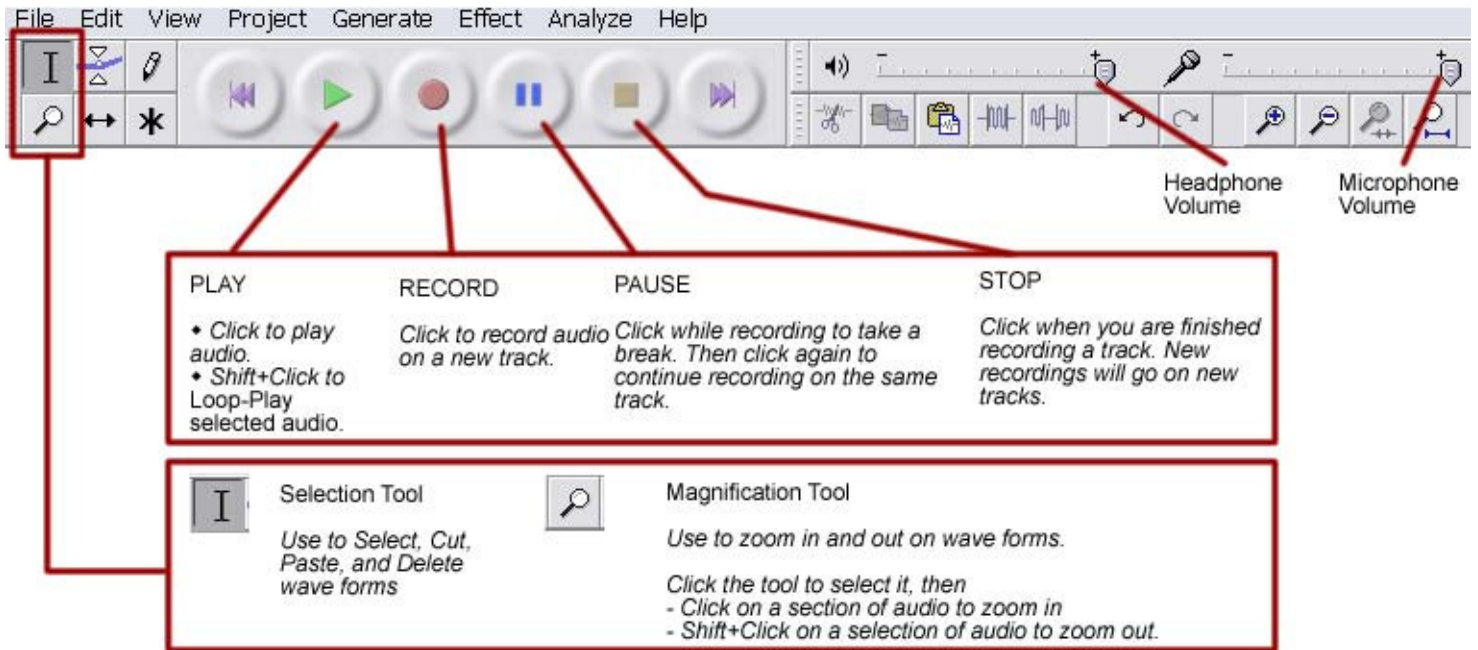 File Edit View Project Generate Effect Analyze Help
Headphone
Volume
Microphone
Volume
PLAY
◆ Click to play
audio.
◆ Shift+Click to
Loop-Play
selected audio.
RECORD
Click to record audio
on a new track.
PAUSE
Click while recording to take a
break. Then click again to
continue recording on the same
track.
STOP
Click when you are finished
recording a track. New
recordings will go on new
tracks.
Selection Tool
Use to Select, Cut,
Paste, and Delete
wave forms
Magnification Tool
Use to zoom in and out on wave forms.
Click the tool to select it, then
- Click on a section of audio to zoom in
- Shift+Click on a selection of audio to zoom out.